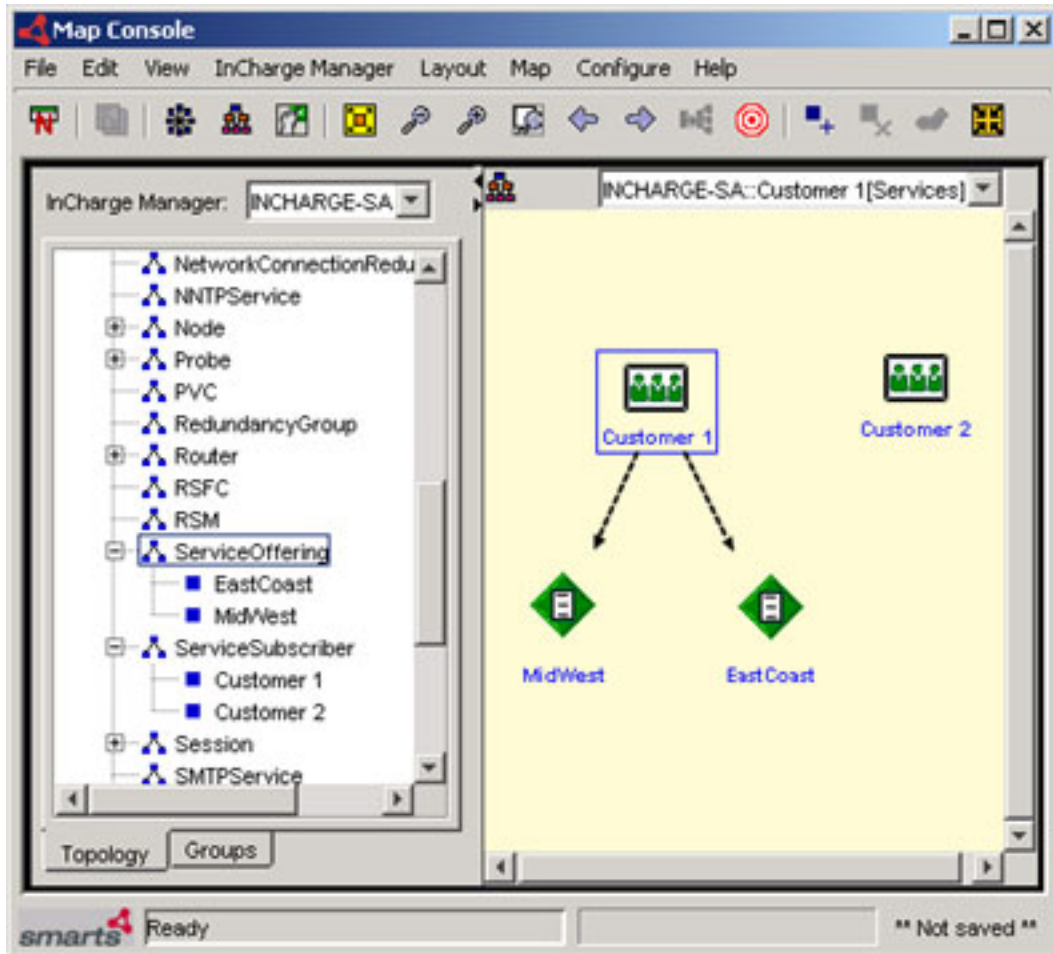 Map Console
File Edit View InCharge Manager Layout Map Configure Help
InCharge Manager: INCHARGE-SA
NetworkConnectionRedu
NNTPService
Node
Probe
PVC
RedundancyGroup
Router
RSFC
RSM
ServiceOffering
EastCoast
MidWest
ServiceSubscriber
Customer 1
Customer 2
Session
SMTPService
Topology Groups
INCHARGE-SA::Customer 1[Services]
Customer 1
Customer 2
MidWest
EastCoast
smarts Ready
** Not saved **